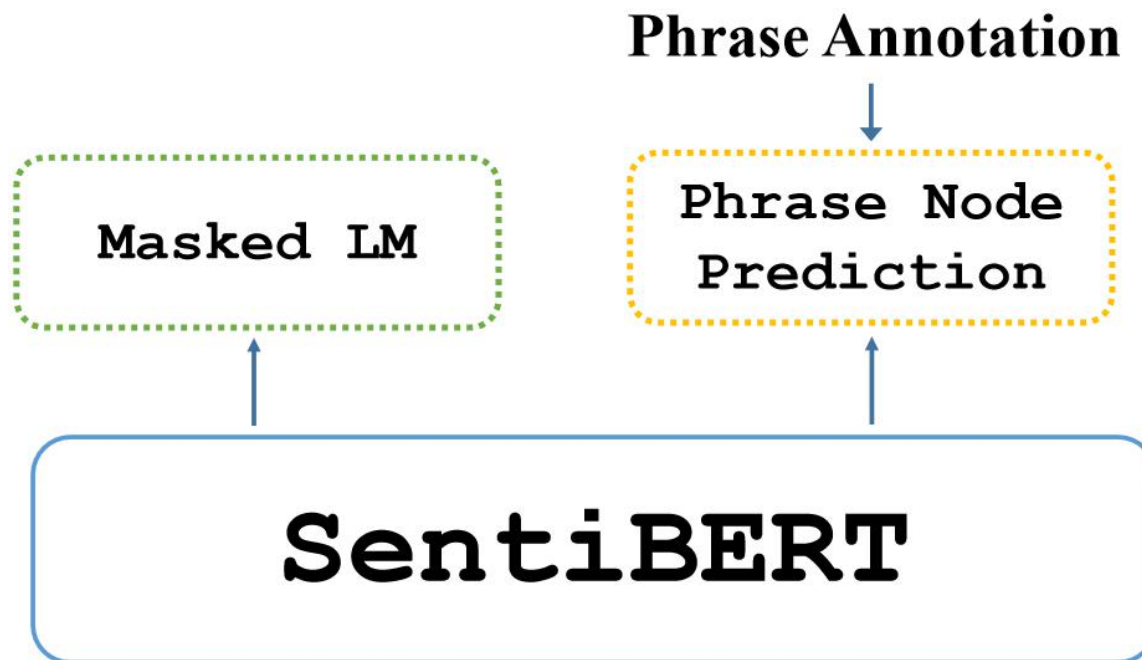 Phrase Annotation
Masked LM
Phrase Node
Prediction
SentiBERT